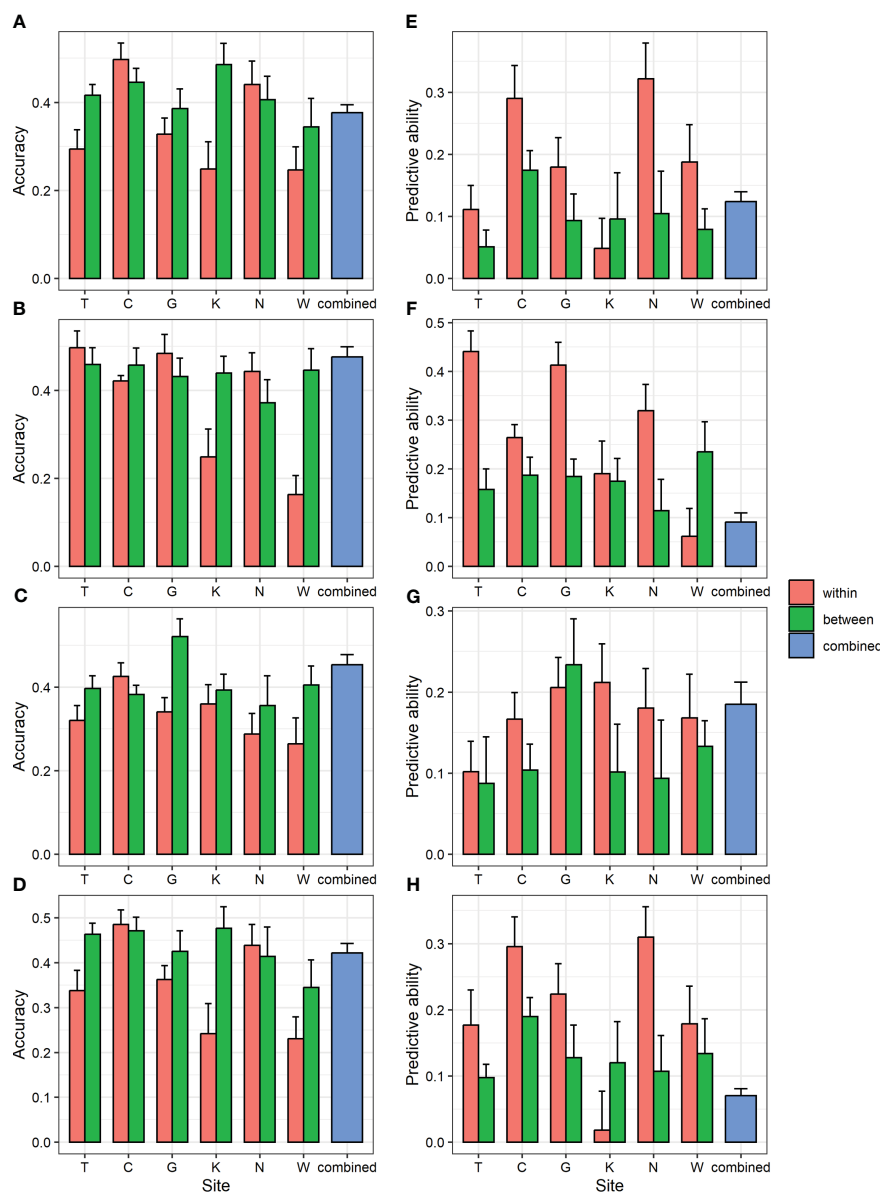 A
Accuracy
0.4
0.2
0.0
T C G K N W combined
B
Accuracy
0.4
0.2
0.0
T C G K N W combined
C
Accuracy
0.4
0.2
0.0
T C G K N W combined
D
Accuracy
0.5
0.4
0.3
0.2
0.1
0.0
T C G K N W combined
Site
E
Predictive ability
0.3
0.2
0.1
0.0
T C G K N W combined
F
Predictive ability
0.5
0.4
0.3
0.2
0.1
0.0
T C G K N W combined
G
Predictive ability
0.3
0.2
0.1
0.0
T C G K N W combined
H
Predictive ability
0.3
0.2
0.1
0.0
T C G K N W combined
Site
within
between
combined